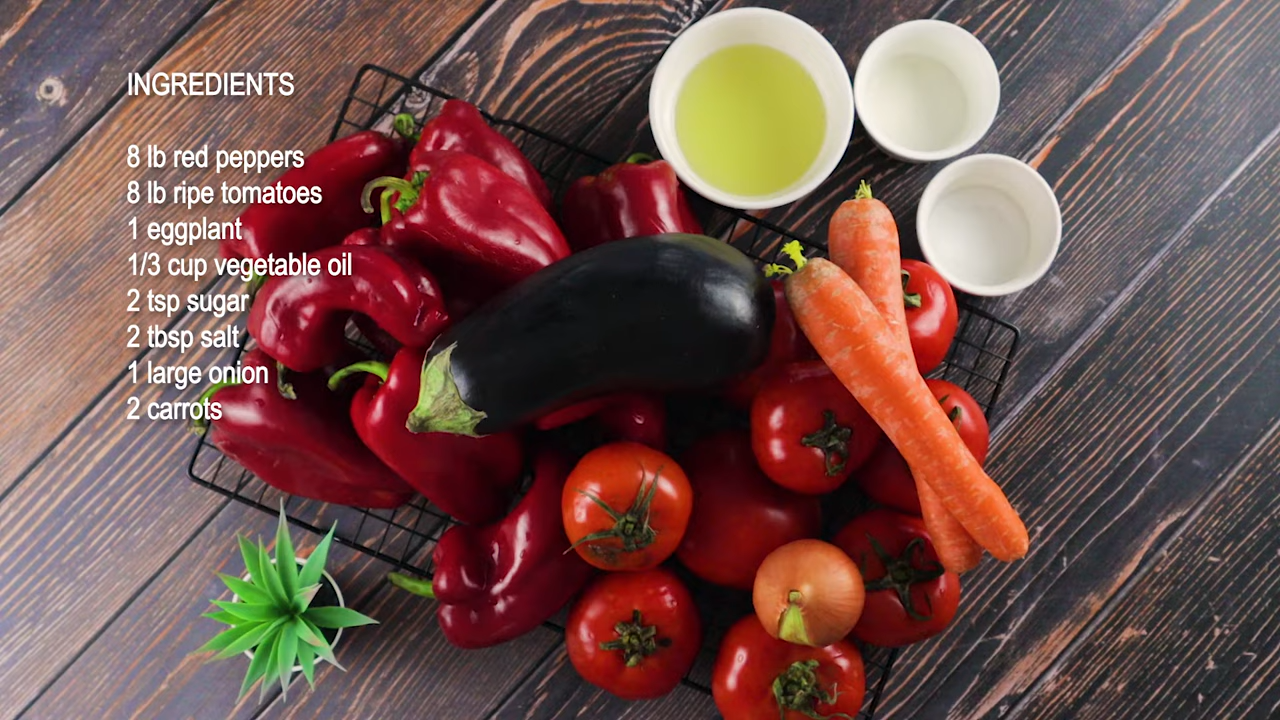 INGREDIENTS
8 lb red peppers
8 lb ripe tomatoes
1 eggplant
1/3 cup vegetable oil
2 tsp sugar
2 tbsp salt
1 large onion
2 carrots